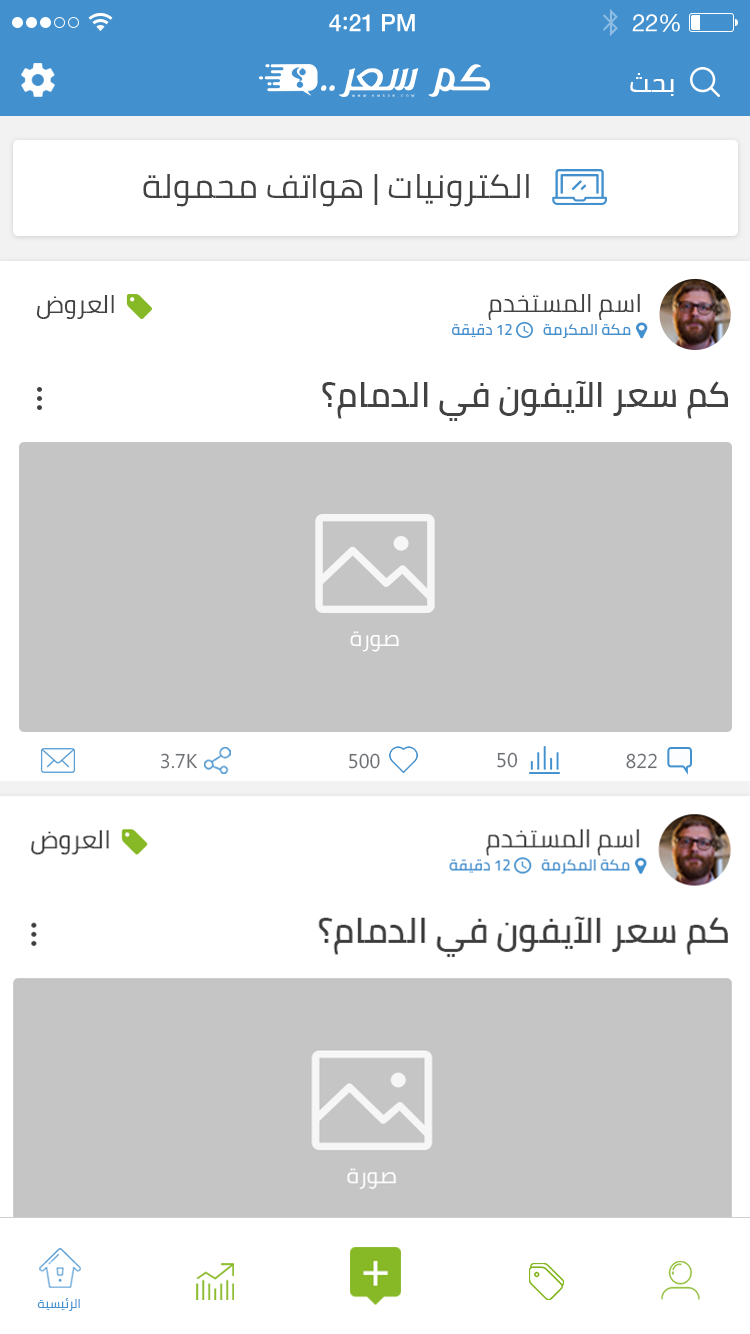 4:21 PM
22%
كم سعر..؟
بحث
الكترونيات | هواتف محمولة
اسم المستخدم
مكة المكرمة 12 دقيقة
العروض
كم سعر الآيفون في الدمام؟
صورة
822
50
500
3.7K
اسم المستخدم
مكة المكرمة 12 دقيقة
العروض
كم سعر الآيفون في الدمام؟
صورة
الرئيسية